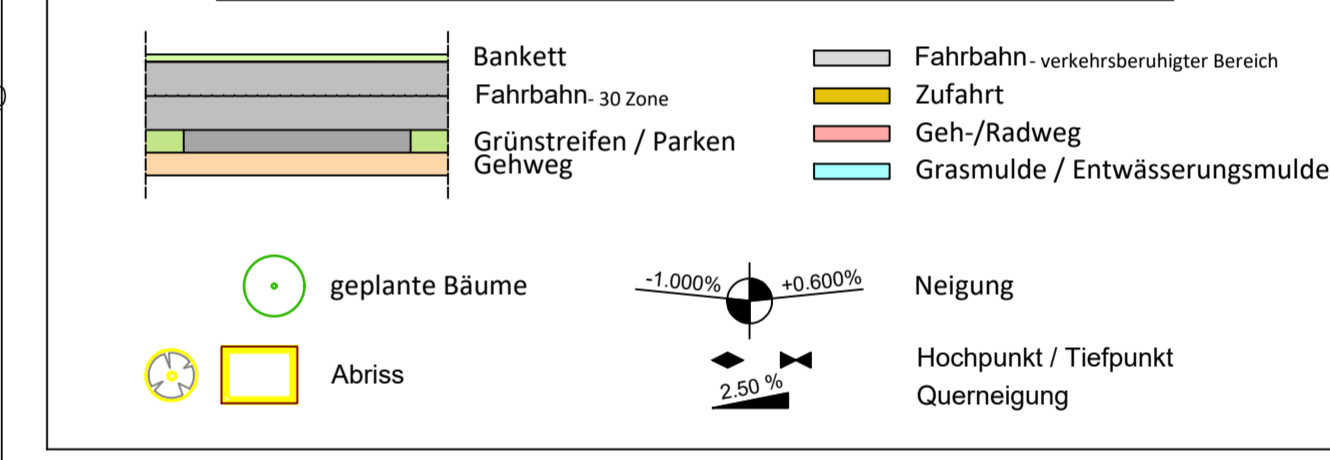 Bankett
Fahrbahn- 30 Zone
Grünstreifen / Parken
Gehweg
Fahrbahn- verkehrsberuhigter Bereich
Zufahrt
Geh-/Radweg
Grasmulde / Entwässerungsmulde
geplante Bäume
-1.000% +0.600% Neigung
Abriss
Hochpunkt / Tiefpunkt
2.50 % Querneigung